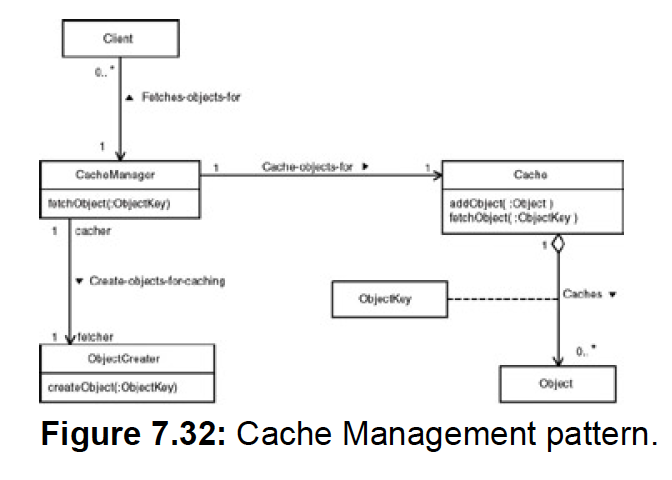 Client
0..*
▲ Fetches-objects-for
1
CacheManager
fetchObject(:ObjectKey)
1 Cache-objects-for ▶ 1
Cache
addObject( :Object )
fetchObject( :ObjectKey )
1 cacher
1
▼ Create-objects-for-caching
ObjectKey
Caches ▼
1 fetcher
0..*
ObjectCreater
createObject(:ObjectKey)
Object
Figure 7.32: Cache Management pattern.